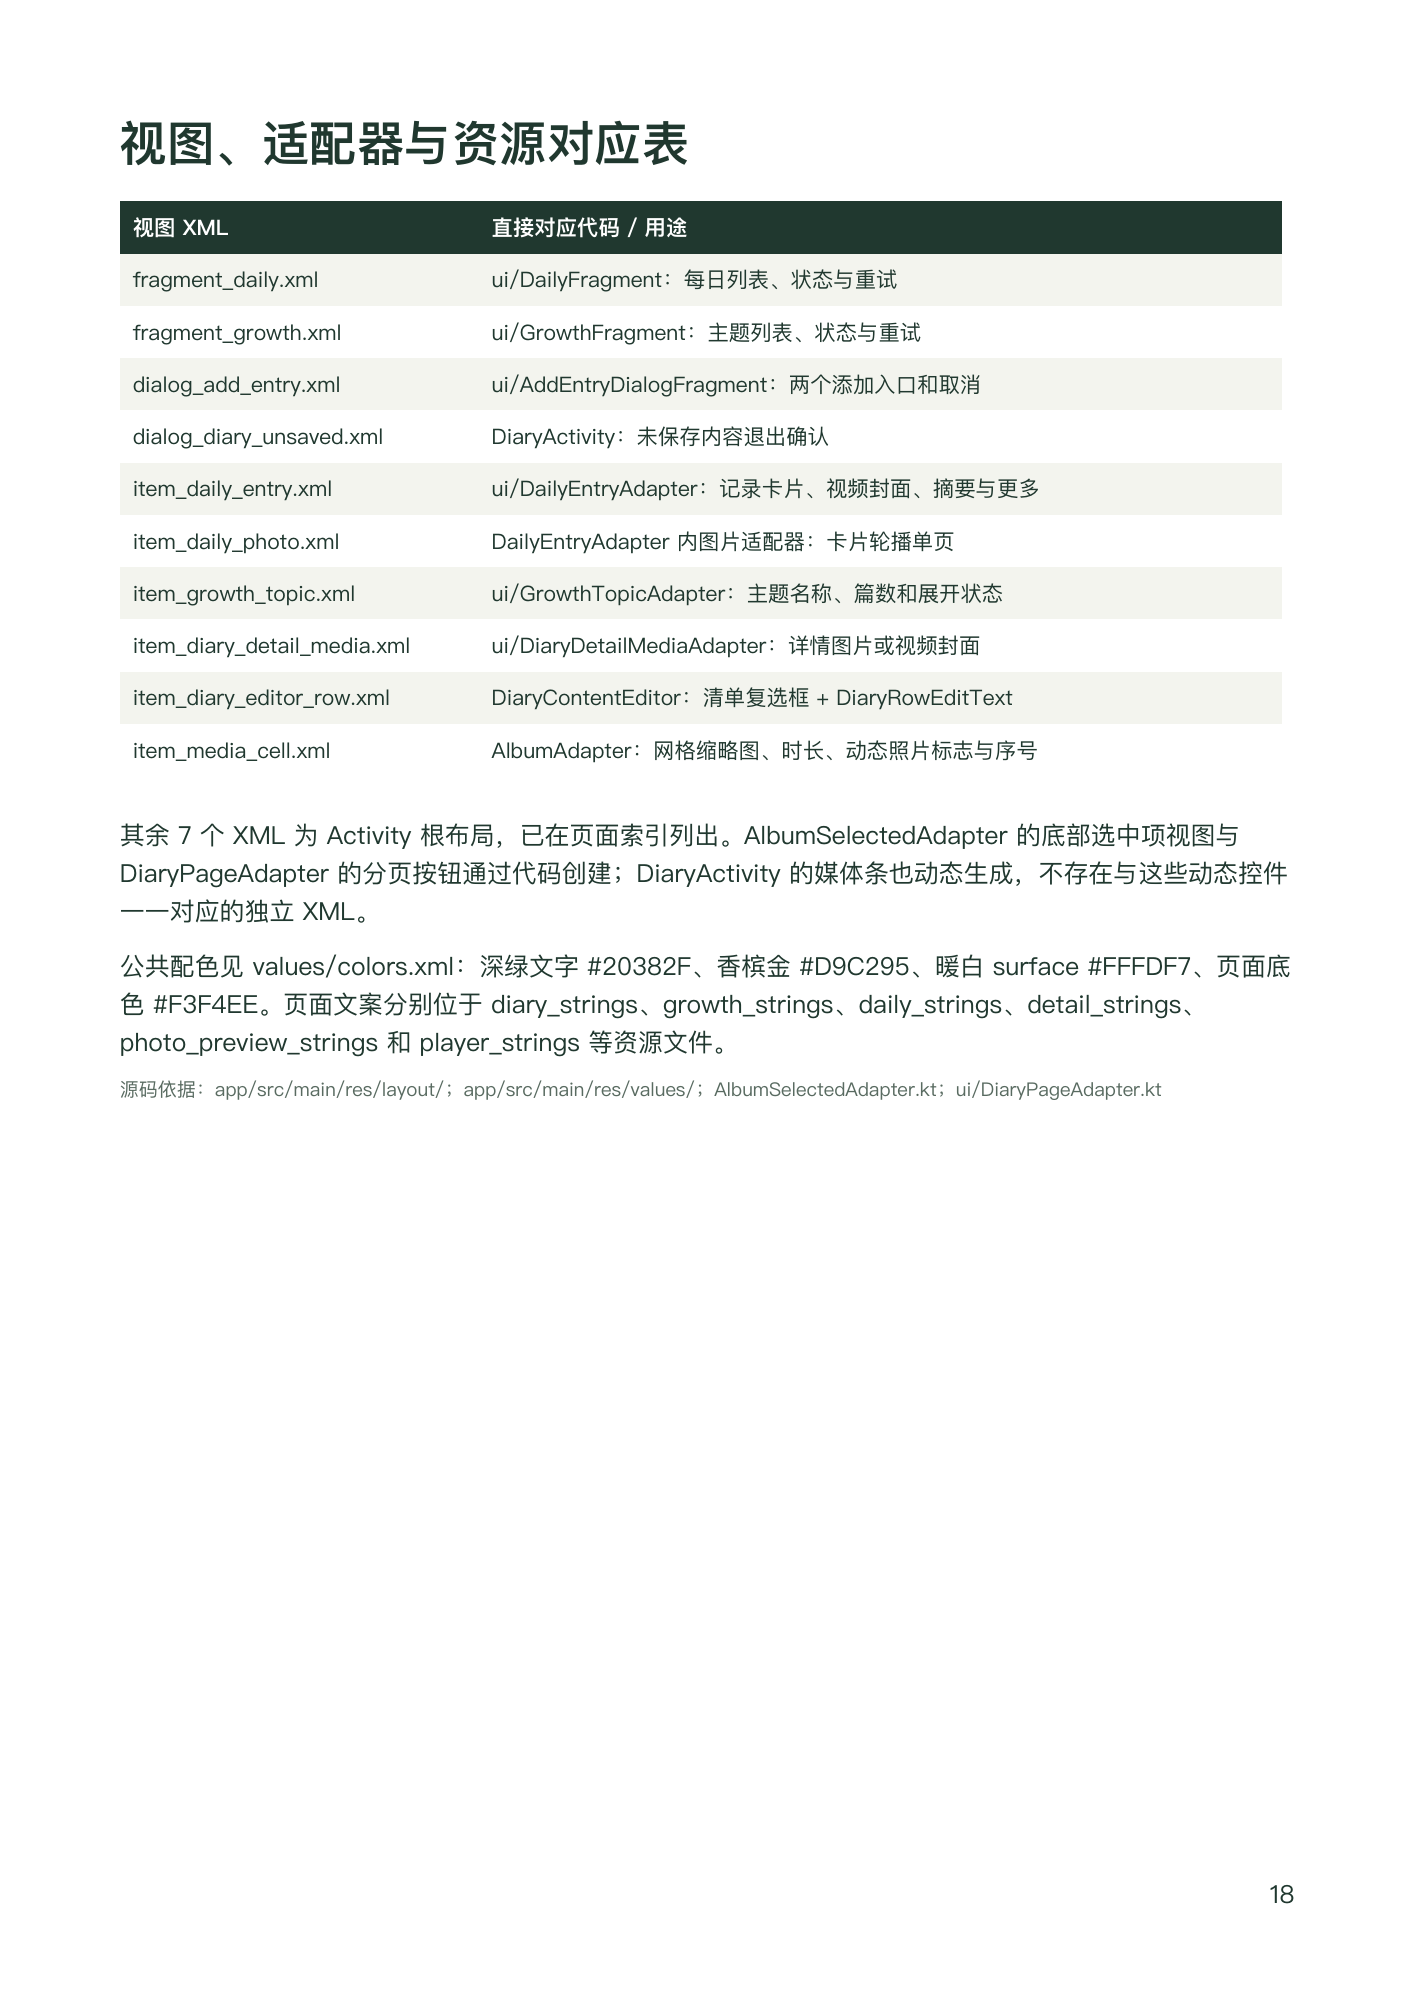 视图、适配器与资源对应表
视图 XML 直接对应代码 / 用途
fragment_daily.xml ui/DailyFragment：每日列表、状态与重试
fragment_growth.xml ui/GrowthFragment：主题列表、状态与重试
dialog_add_entry.xml ui/AddEntryDialogFragment：两个添加入口和取消
dialog_diary_unsaved.xml DiaryActivity：未保存内容退出确认
item_daily_entry.xml ui/DailyEntryAdapter：记录卡片、视频封面、摘要与更多
item_daily_photo.xml DailyEntryAdapter 内图片适配器：卡片轮播单页
item_growth_topic.xml ui/GrowthTopicAdapter：主题名称、篇数和展开状态
item_diary_detail_media.xml ui/DiaryDetailMediaAdapter：详情图片或视频封面
item_diary_editor_row.xml DiaryContentEditor：清单复选框 + DiaryRowEditText
item_media_cell.xml AlbumAdapter：网格缩略图、时长、动态照片标志与序号
其余 7 个 XML 为 Activity 根布局，已在页面索引列出。AlbumSelectedAdapter 的底部选中项视图与
DiaryPageAdapter 的分页按钮通过代码创建；DiaryActivity 的媒体条也动态生成，不存在与这些动态控件
一一对应的独立 XML。
公共配色见 values/colors.xml：深绿文字 #20382F、香槟金 #D9C295、暖白 surface #FFFDF7、页面底
色 #F3F4EE。页面文案分别位于 diary_strings、growth_strings、daily_strings、detail_strings、
photo_preview_strings 和 player_strings 等资源文件。
源码依据：app/src/main/res/layout/；app/src/main/res/values/；AlbumSelectedAdapter.kt；ui/DiaryPageAdapter.kt
18